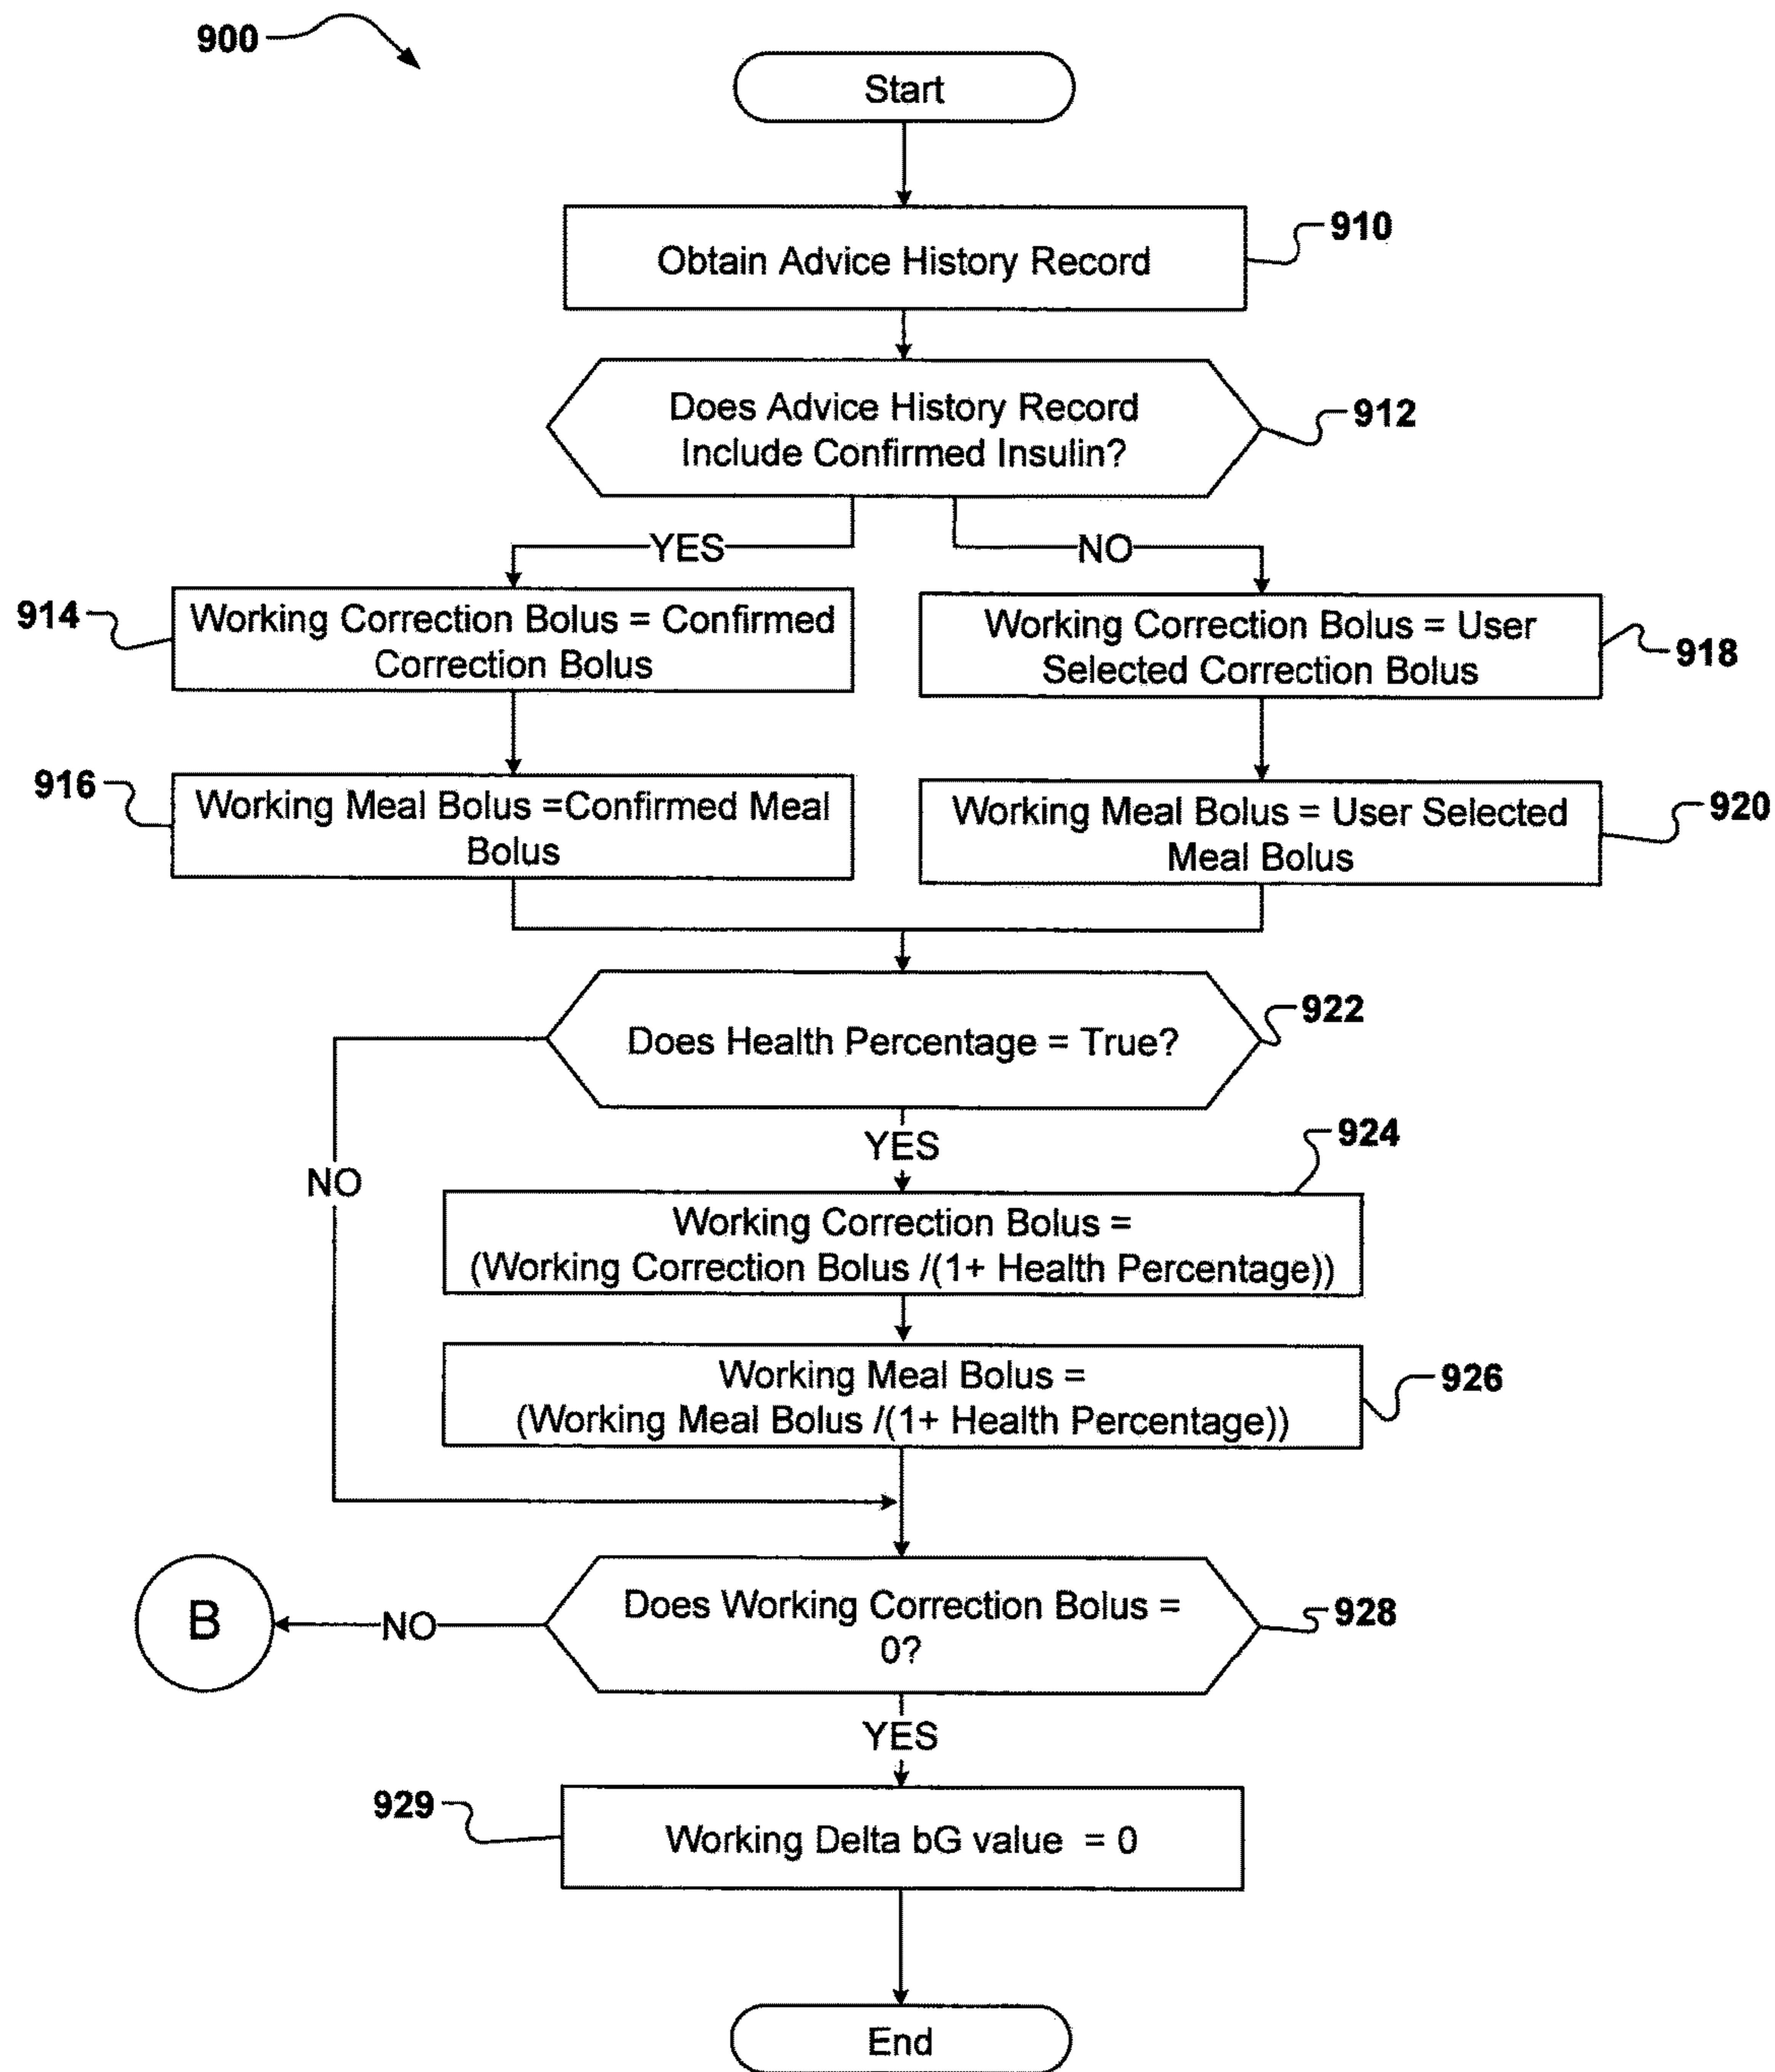 900
Start
Obtain Advice History Record
910
Does Advice History Record
Include Confirmed Insulin?
912
YES
NO
914
Working Correction Bolus = Confirmed
Correction Bolus
Working Correction Bolus = User
Selected Correction Bolus
918
916
Working Meal Bolus =Confirmed Meal
Bolus
Working Meal Bolus = User Selected
Meal Bolus
920
Does Health Percentage = True?
922
YES
NO
924
Working Correction Bolus =
(Working Correction Bolus /(1+ Health Percentage))
Working Meal Bolus =
(Working Meal Bolus /(1+ Health Percentage))
926
B
NO
Does Working Correction Bolus =
0?
928
YES
929
Working Delta bG value = 0
End